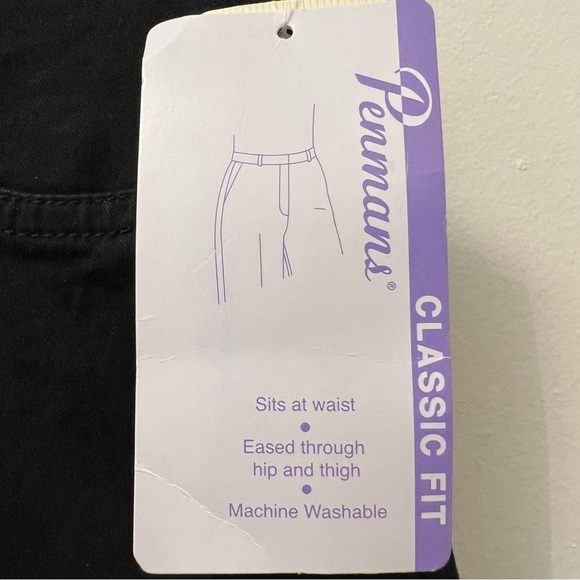 Penmans®
CLASSIC FIT
Sits at waist
•
Eased through
hip and thigh
•
Machine Washable